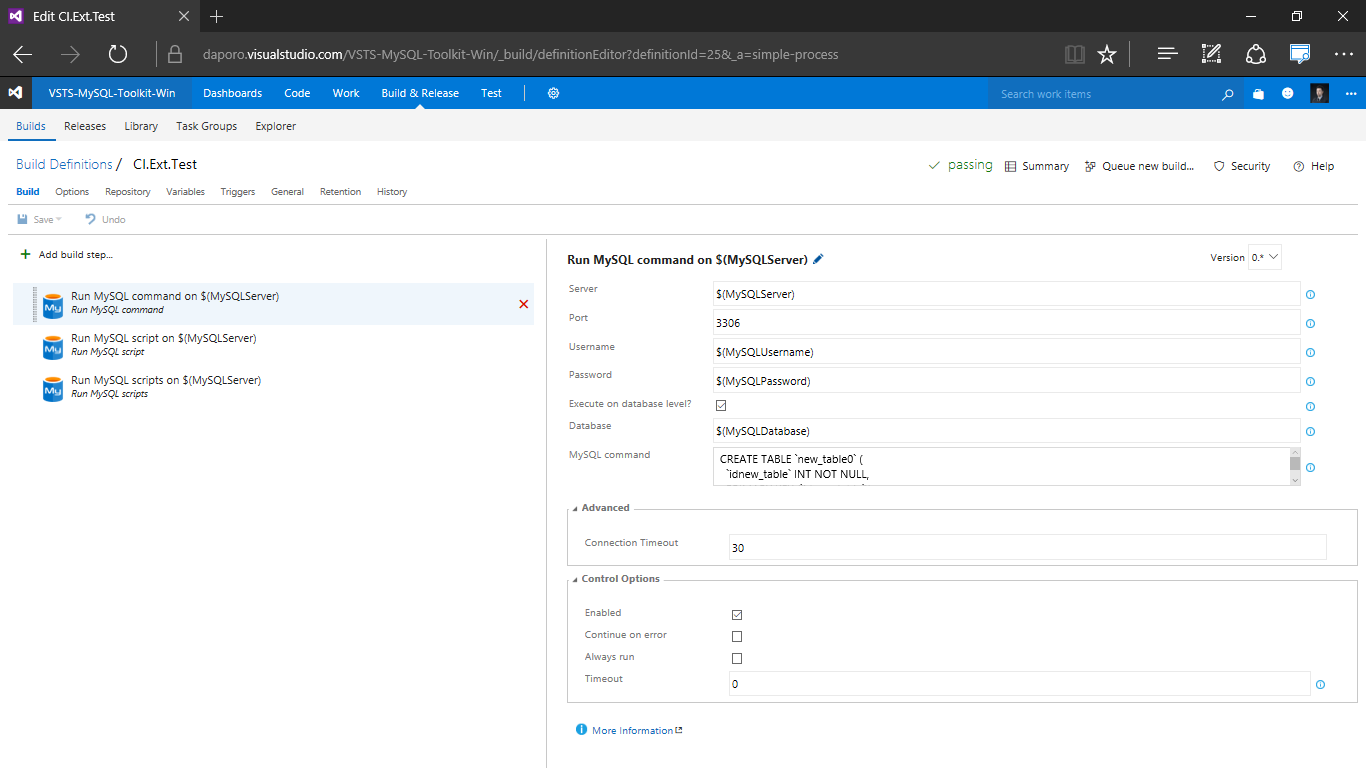 Edit CI.Ext.Test
daporo.visualstudio.com/VSTS-MySQL-Toolkit-Win/_build/definitionEditor?definitionId=25&_a=simple-process
VSTS-MySQL-Toolkit-Win Dashboards Code Work Build & Release Test Search work items
Builds Releases Library Task Groups Explorer
Build Definitions / CI.Ext.Test passing Summary Queue new build... Security Help
Build Options Repository Variables Triggers General Retention History
Save Undo
Add build step...
Run MySQL command on $(MySQLServer)
Run MySQL command
Run MySQL script on $(MySQLServer)
Run MySQL script
Run MySQL scripts on $(MySQLServer)
Run MySQL scripts
My
My
My
Run MySQL command on $(MySQLServer) Version 0.*
Server $(MySQLServer)
Port 3306
Username $(MySQLUsername)
Password $(MySQLPassword)
Execute on database level?
Database $(MySQLDatabase)
MySQL command CREATE TABLE `new_table0` (
`idnew_table` INT NOT NULL,
Advanced
Connection Timeout 30
Control Options
Enabled
Continue on error
Always run
Timeout 0
More Information